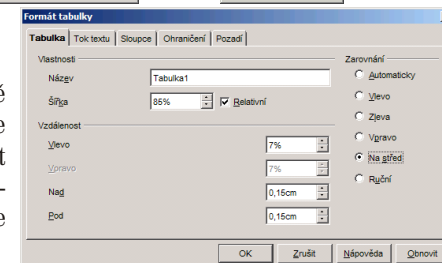 Formát tabulky
Tabulka Tok textu Sloupce Ohraničení Pozadí
Vlastnosti
Název Tabulka1
Šířka 85% Relativní
Vzdálenost
Vlevo 7%
Vpravo 7%
Nad 0,15cm
Pod 0,15cm
Zarovnání
Automaticky
Vlevo
Zleva
Vpravo
Na střed
Ruční
OK Zrušit Nápověda Obnovit
é
e
t
-
e